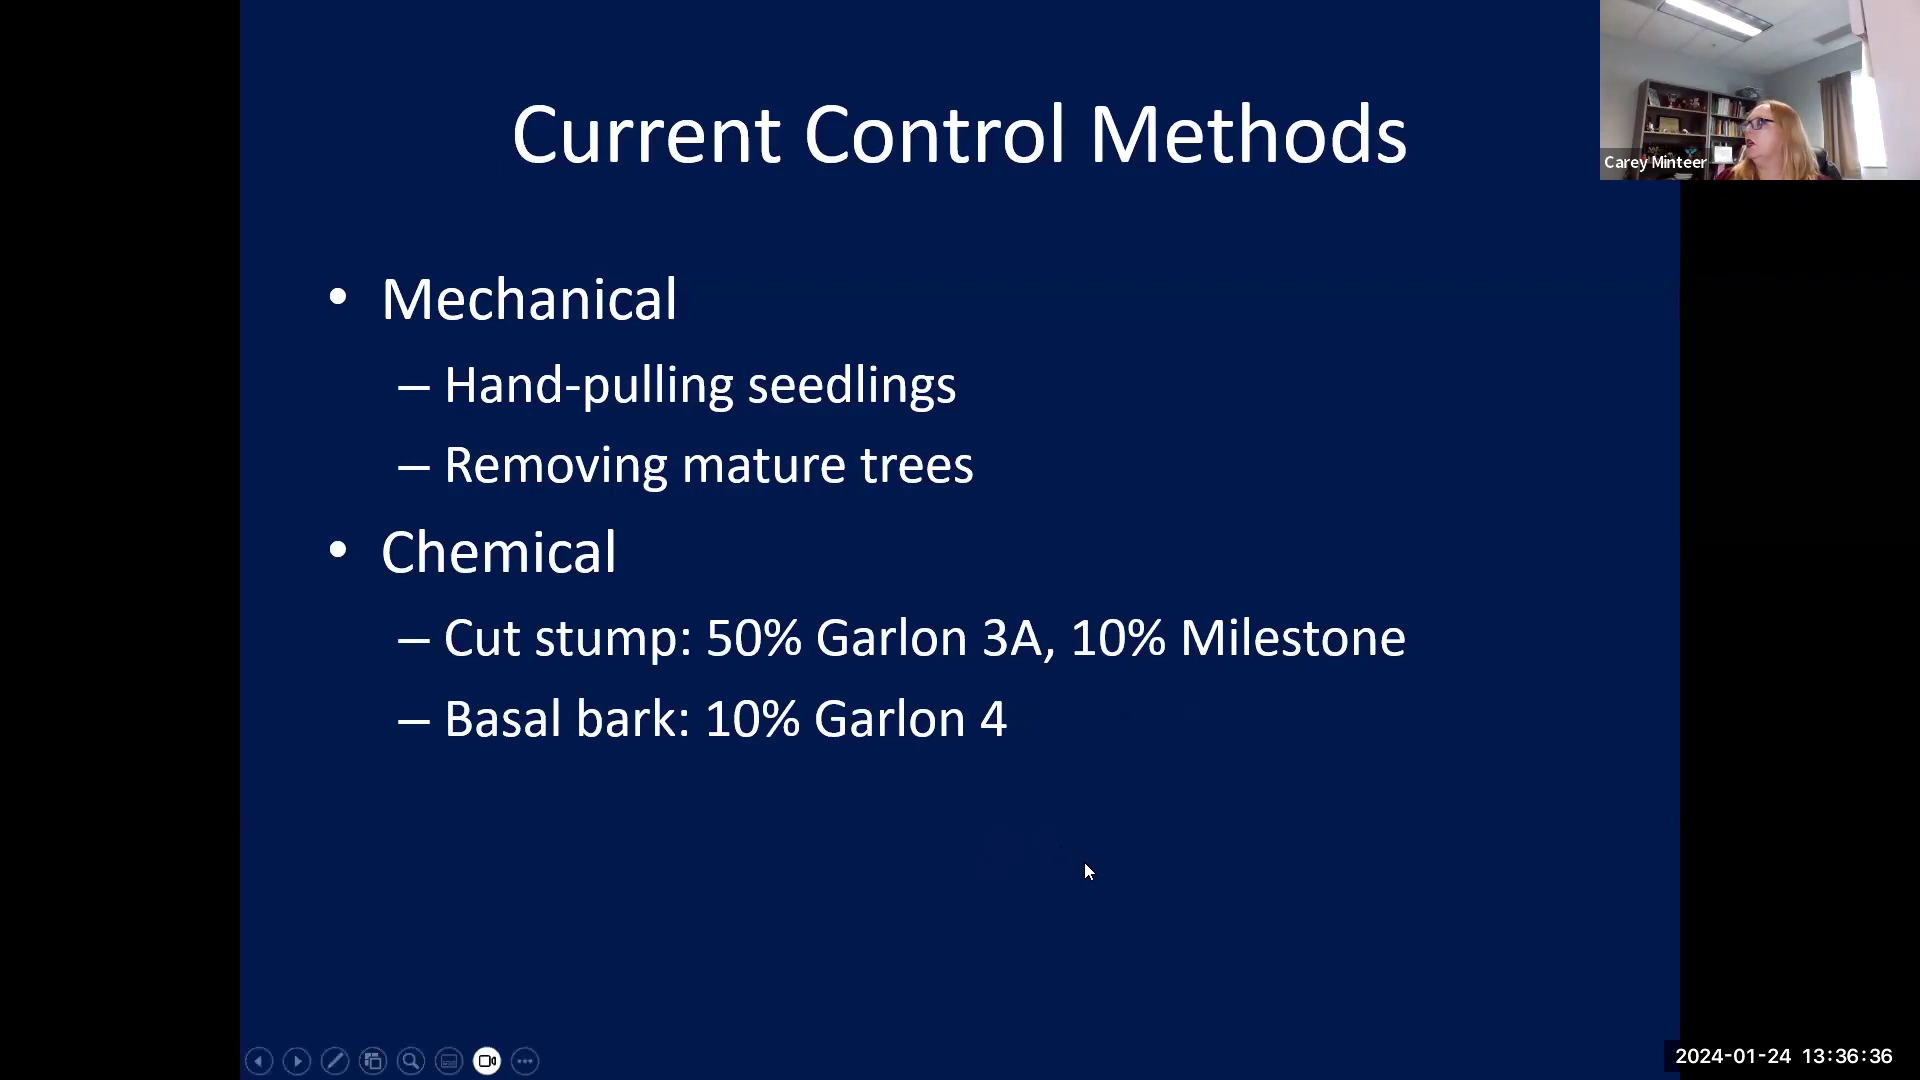 Current Control Methods
Carey Minteer
• Mechanical
– Hand-pulling seedlings
– Removing mature trees
• Chemical
– Cut stump: 50% Garlon 3A, 10% Milestone
– Basal bark: 10% Garlon 4
2024-01-24 13:36:36